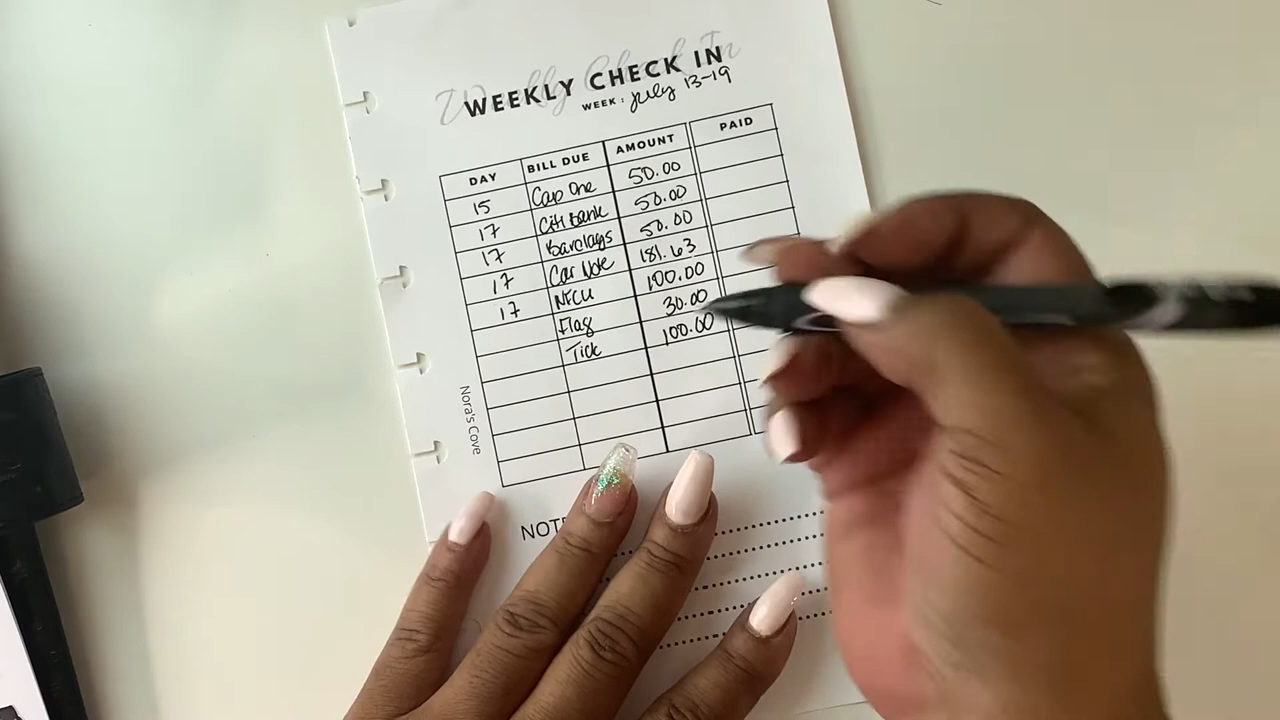 Weekly Check In
WEEKLY CHECK IN
WEEK: July 13-19
DAY BILL DUE AMOUNT PAID
15 Cap One 50.00
17 Citi Bank 50.00
17 Barclays 50.00
17 Car Note 181.63
17 NFCU 100.00
Flag 30.00
Tick 100.00
Nora's Cove